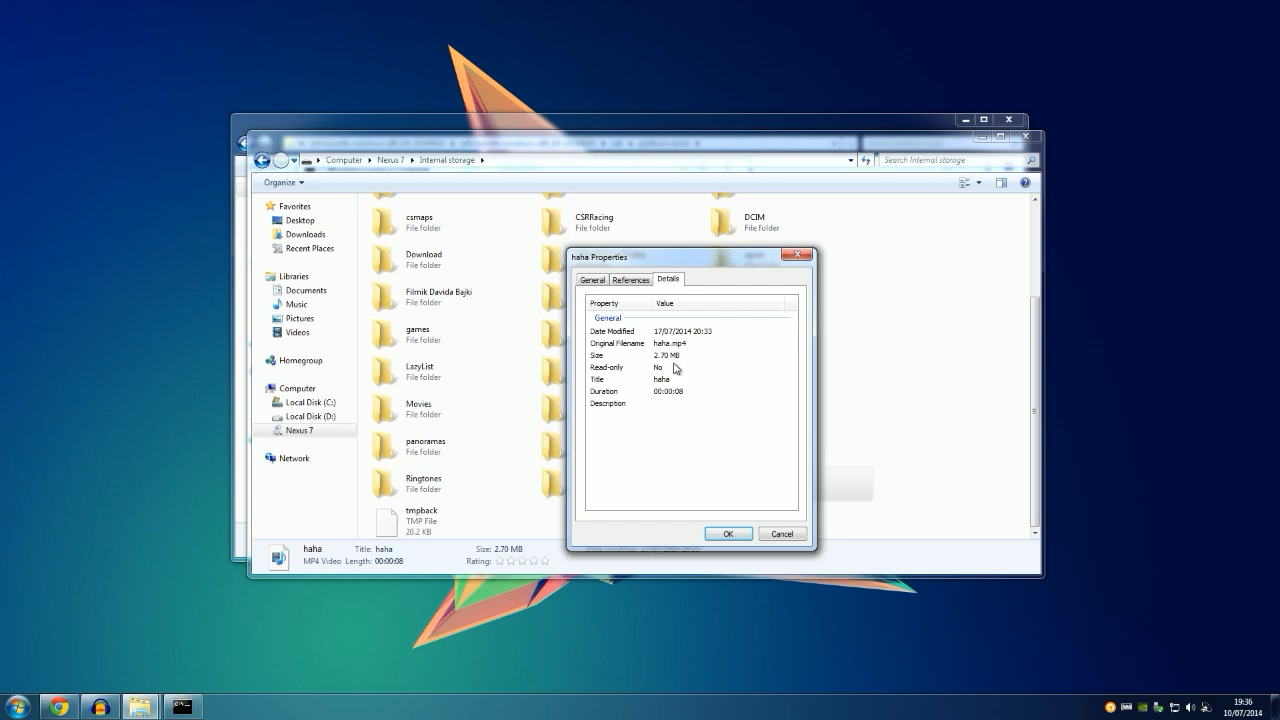 Computer ▸ Nexus 7 ▸ Internal storage ▸
Search Internal storage
Organize
Favorites
Desktop
Downloads
Recent Places
Libraries
Documents
Music
Pictures
Videos
Homegroup
Computer
Local Disk (C:)
Local Disk (D:)
Nexus 7
Network
csmaps
File folder
CSRRacing
File folder
DCIM
File folder
Download
File folder
Filmik Davida Bajki
File folder
games
File folder
LazyList
File folder
Movies
File folder
panoramas
File folder
Ringtones
File folder
tmpback
TMP File
20.2 KB
haha Properties
General References Details
Property Value
General
Date Modified 17/07/2014 20:33
Original Filename haha.mp4
Size 2.70 MB
Read-only No
Title haha
Duration 00:00:08
Description
OK Cancel
haha Title: haha Size: 2.70 MB
MP4 Video Length: 00:00:08 Rating:
19:36
10/07/2014